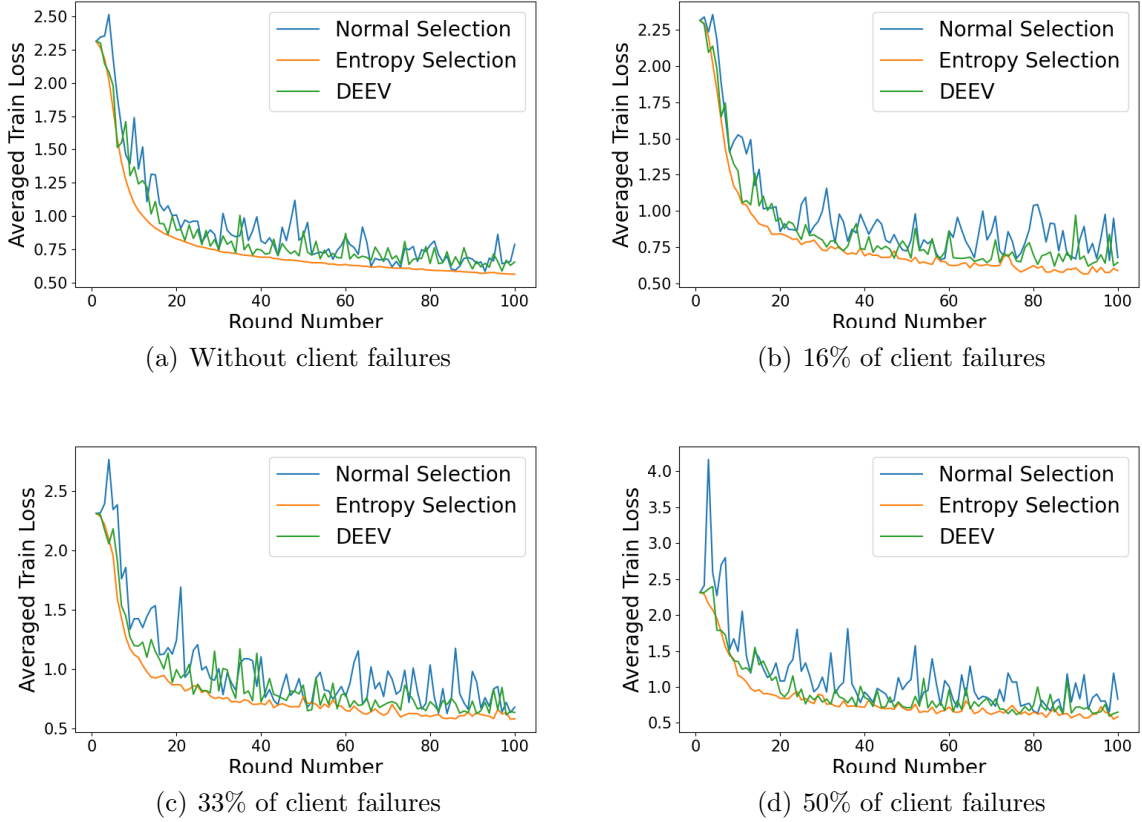 2.50
2.25
2.00
1.75
1.50
1.25
1.00
0.75
0.50
Averaged Train Loss
Normal Selection
Entropy Selection
DEEV
0 20 40 60 80 100
Round Number
(a) Without client failures
2.25
2.00
1.75
1.50
1.25
1.00
0.75
0.50
Averaged Train Loss
Normal Selection
Entropy Selection
DEEV
0 20 40 60 80 100
Round Number
(b) 16% of client failures
2.5
2.0
1.5
1.0
0.5
Averaged Train Loss
Normal Selection
Entropy Selection
DEEV
0 20 40 60 80 100
Round Number
(c) 33% of client failures
4.0
3.5
3.0
2.5
2.0
1.5
1.0
0.5
Averaged Train Loss
Normal Selection
Entropy Selection
DEEV
0 20 40 60 80 100
Round Number
(d) 50% of client failures